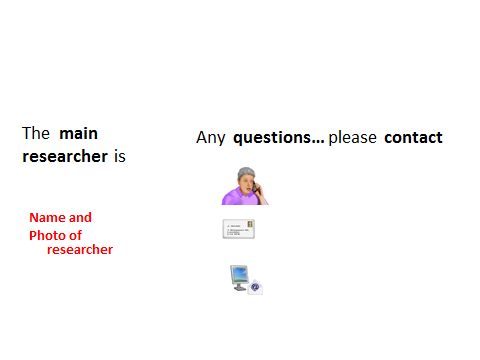 The main
researcher is
Any questions... please contact
Name and
Photo of
researcher